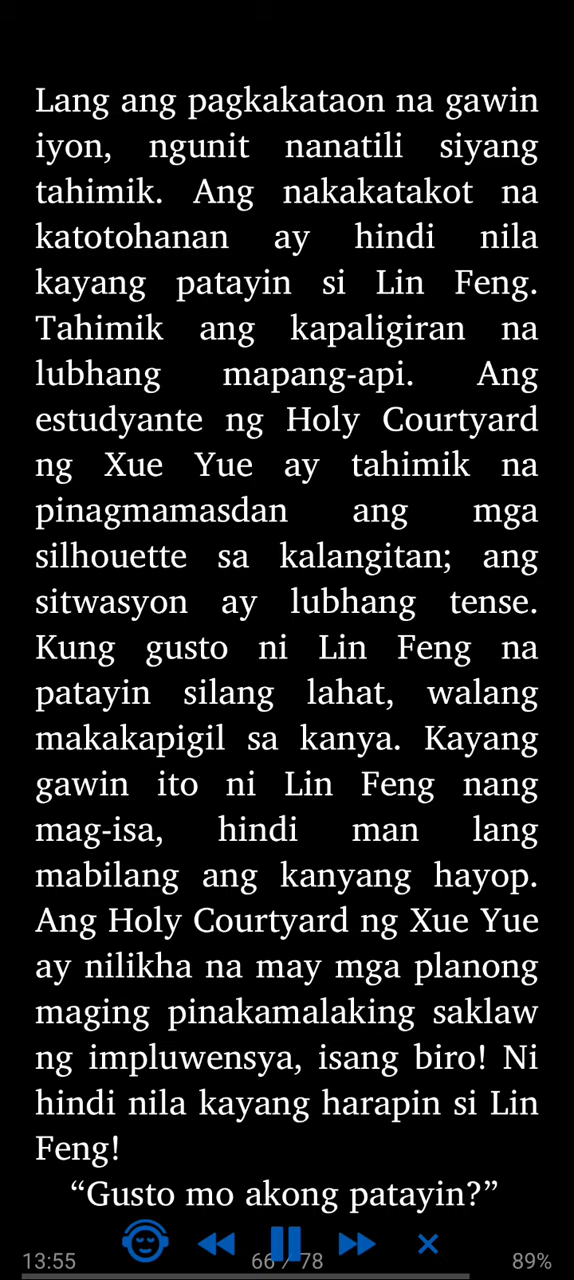 Lang ang pagkakataon na gawin
iyon, ngunit nanatili siyang
tahimik. Ang nakakatakot na
katotohanan ay hindi nila
kayang patayin si Lin Feng.
Tahimik ang kapaligiran na
lubhang mapang-api. Ang
estudyante ng Holy Courtyard
ng Xue Yue ay tahimik na
pinagmamasdan ang mga
silhouette sa kalangitan; ang
sitwasyon ay lubhang tense.
Kung gusto ni Lin Feng na
patayin silang lahat, walang
makakapigil sa kanya. Kayang
gawin ito ni Lin Feng nang
mag-isa, hindi man lang
mabilang ang kanyang hayop.
Ang Holy Courtyard ng Xue Yue
ay nilikha na may mga planong
maging pinakamalaking saklaw
ng impluwensya, isang biro! Ni
hindi nila kayang harapin si Lin
Feng!
“Gusto mo akong patayin?”
13:55 66 / 78 89%